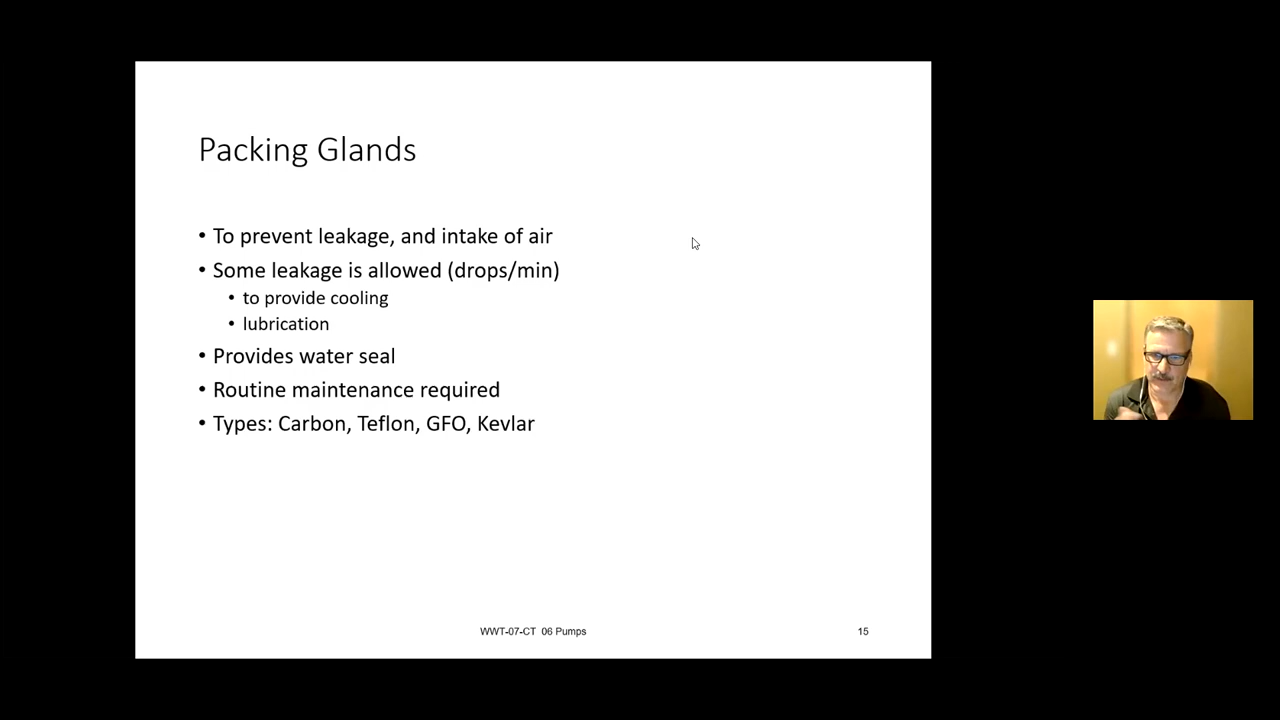 Packing Glands
• To prevent leakage, and intake of air
• Some leakage is allowed (drops/min)
• to provide cooling
• lubrication
• Provides water seal
• Routine maintenance required
• Types: Carbon, Teflon, GFO, Kevlar
WWT-07-CT 06 Pumps
15